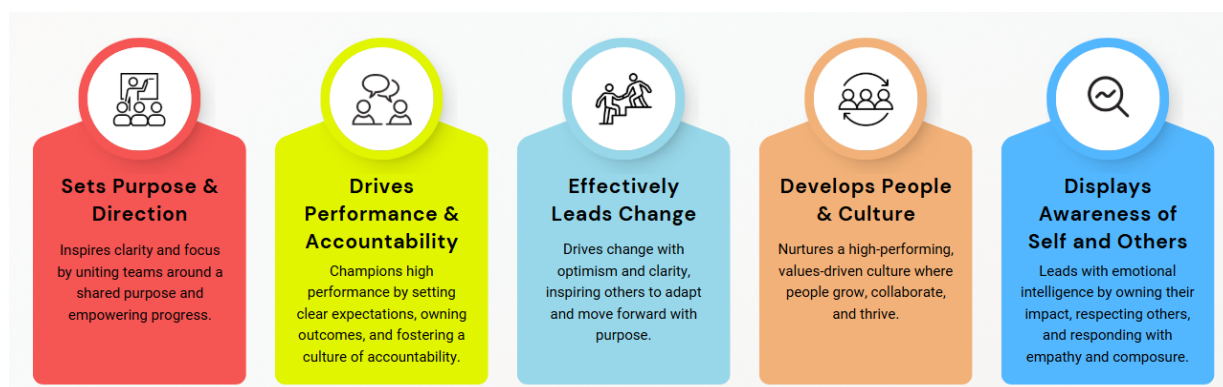 Sets Purpose &
Direction
Inspires clarity and focus
by uniting teams around a
shared purpose and
empowering progress.
Drives
Performance &
Accountability
Champions high
performance by setting
clear expectations, owning
outcomes, and fostering a
culture of accountability.
Effectively
Leads Change
Drives change with
optimism and clarity,
inspiring others to adapt
and move forward with
purpose.
Develops People
& Culture
Nurtures a high-performing,
values-driven culture where
people grow, collaborate,
and thrive.
Displays
Awareness of
Self and Others
Leads with emotional
intelligence by owning their
impact, respecting others,
and responding with
empathy and composure.